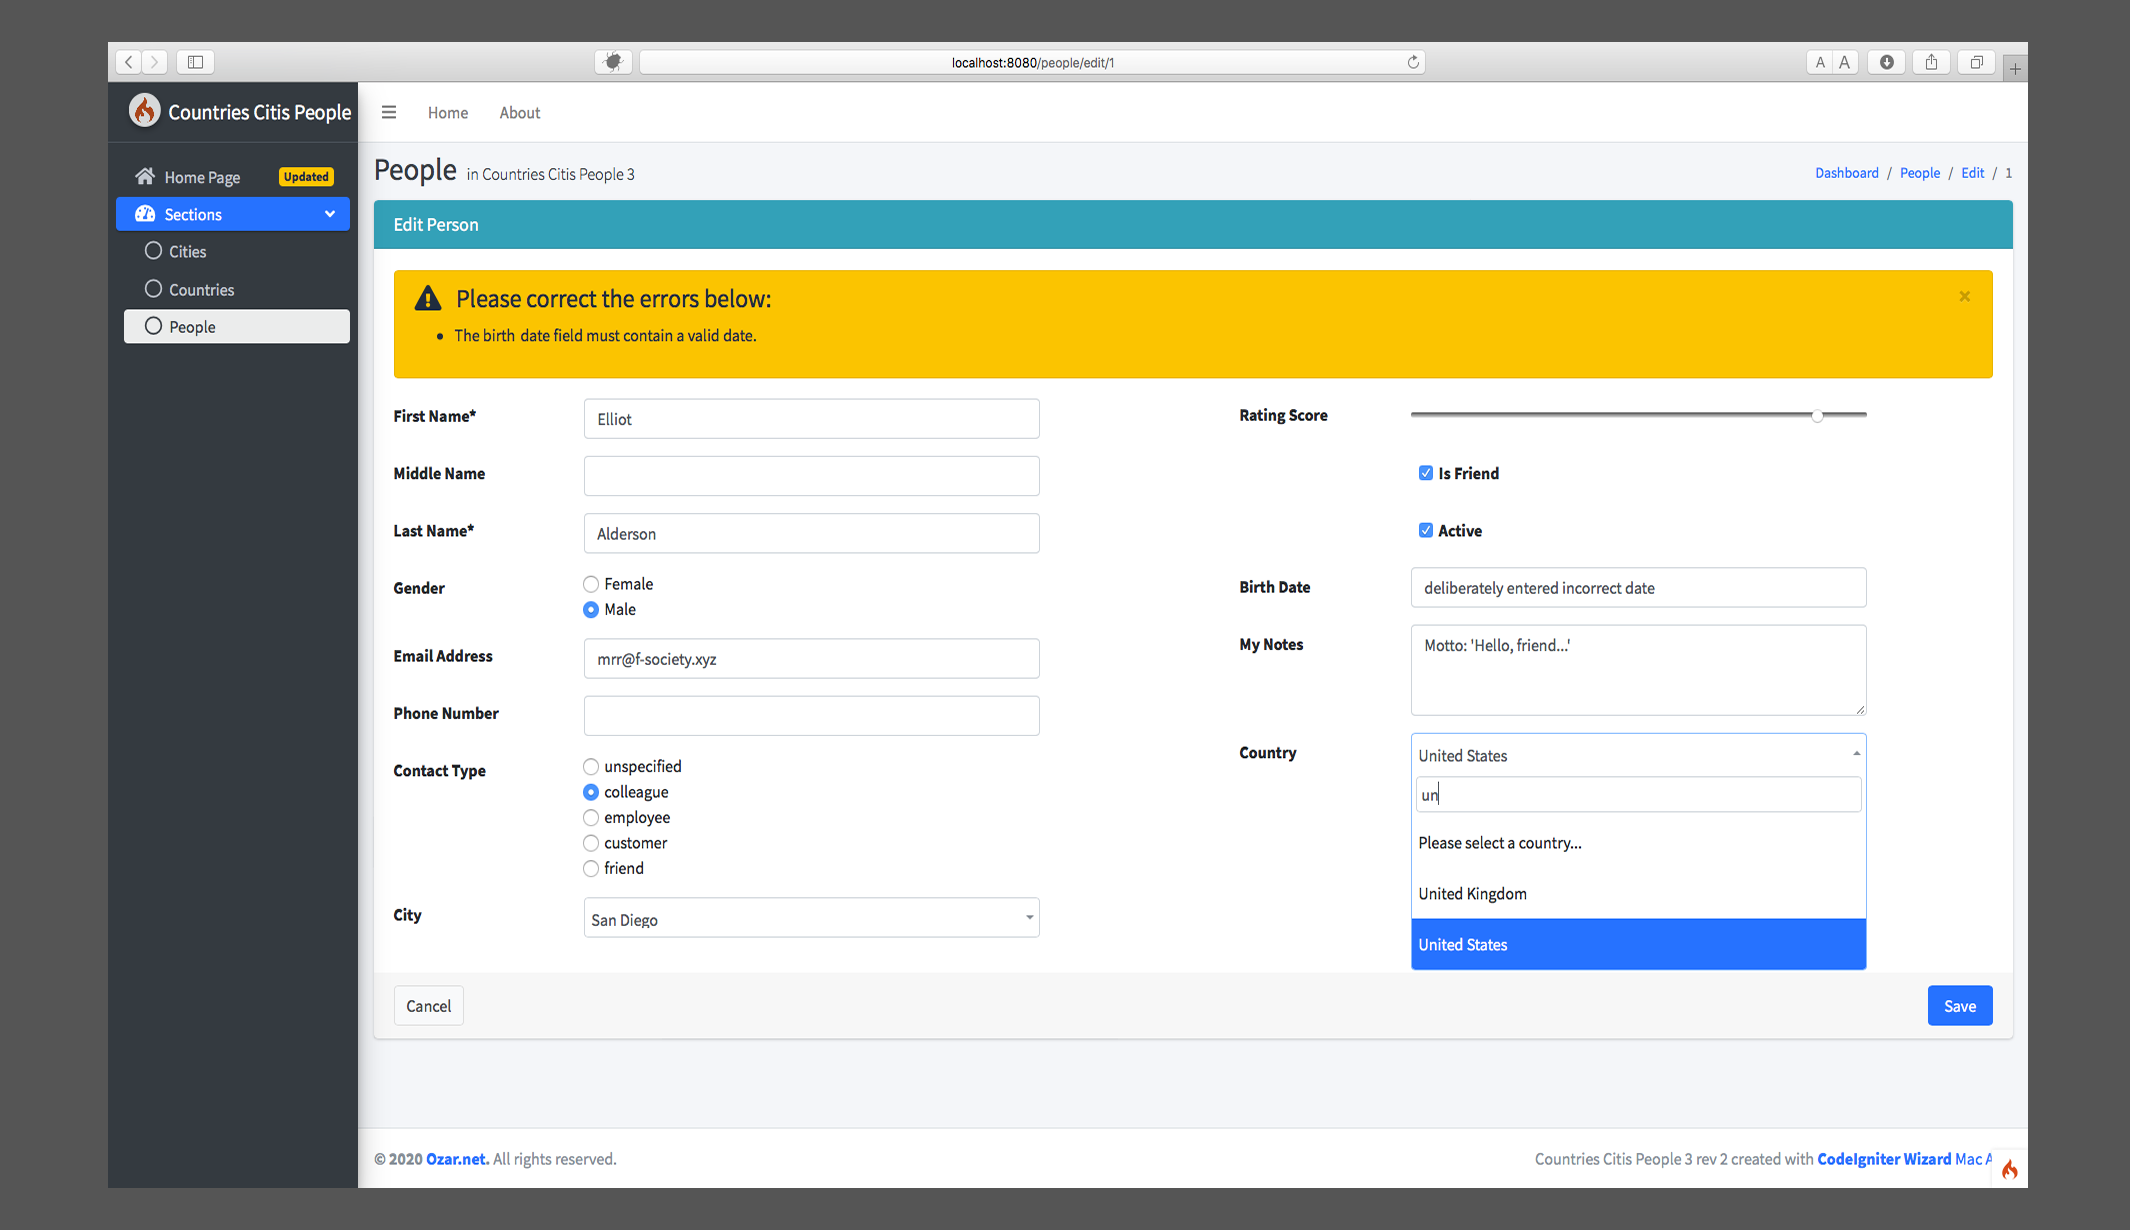 localhost:8080/people/edit/1
A A
Countries Citis People
Home About
Home Page Updated
Sections
Cities
Countries
People
People in Countries Citis People 3
Dashboard / People / Edit / 1
Edit Person
Please correct the errors below:
• The birth date field must contain a valid date.
×
First Name* Elliot
Middle Name
Last Name* Alderson
Gender
Female
Male
Email Address mrr@f-society.xyz
Phone Number
Contact Type
unspecified
colleague
employee
customer
friend
City San Diego
Rating Score
Is Friend
Active
Birth Date deliberately entered incorrect date
My Notes Motto: 'Hello, friend...'
Country United States
un
Please select a country...
United Kingdom
United States
Cancel Save
© 2020 Ozar.net. All rights reserved.
Countries Citis People 3 rev 2 created with CodeIgniter Wizard Mac A